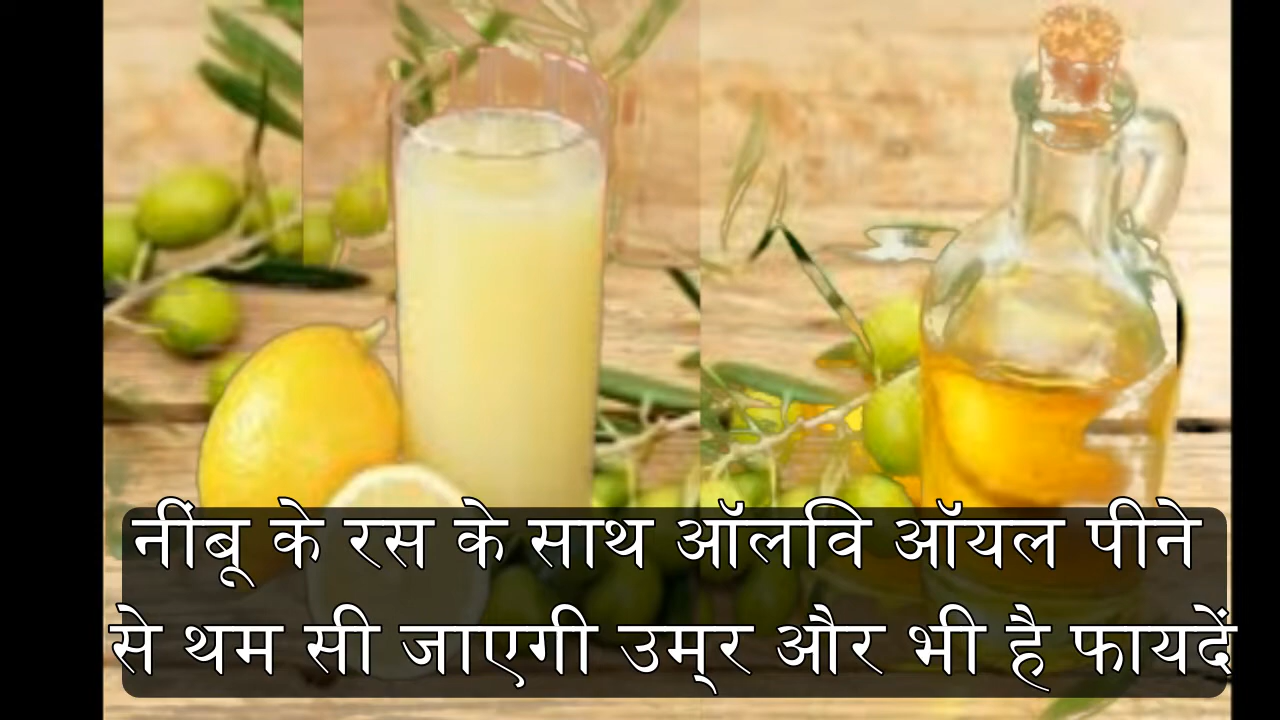 नींबू के रस के साथ ऑलवि ऑयल पीने
से थम सी जाएगी उम्र और भी है फायदें